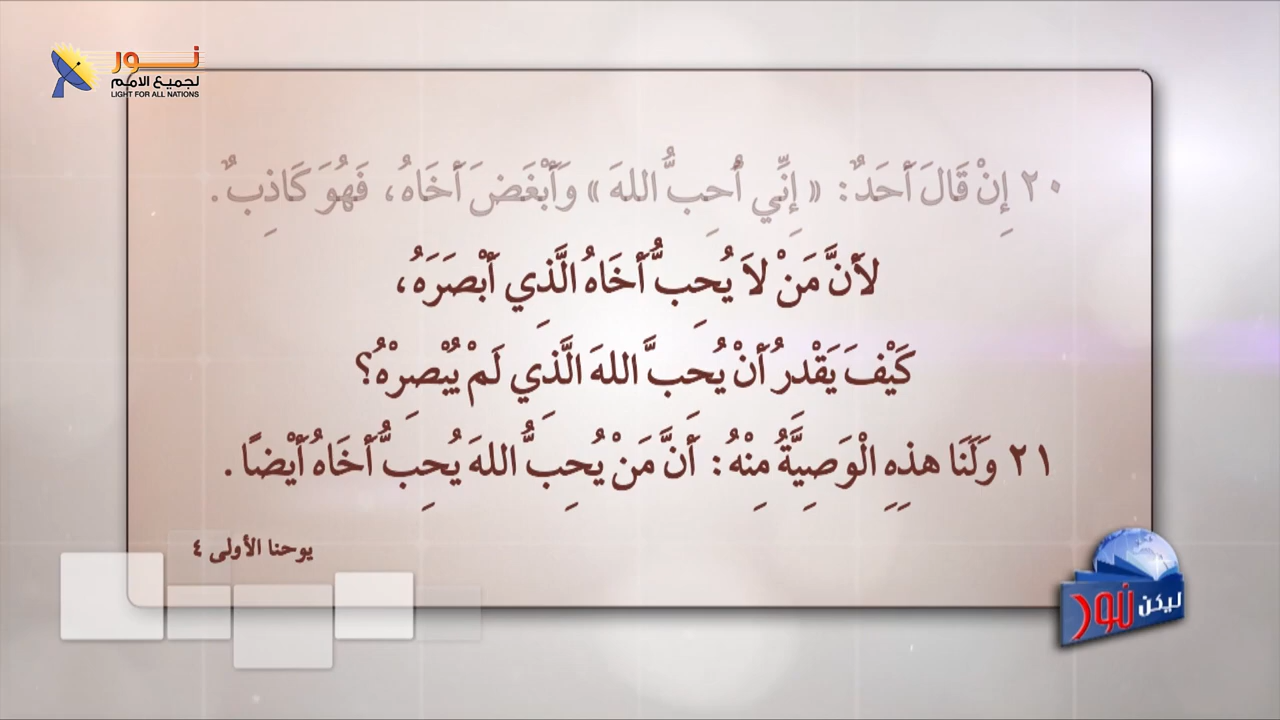 نور
لجميع الامم
LIGHT FOR ALL NATIONS
٢٠ إِنْ قَالَ أَحَدٌ: «إِنِّي أُحِبُّ اللهَ» وَأَبْغَضَ أَخَاهُ، فَهُوَ كَاذِبٌ.
لأَنَّ مَنْ لاَ يُحِبُّ أَخَاهُ الَّذِي أَبْصَرَهُ،
كَيْفَ يَقْدِرُ أَنْ يُحِبَّ اللهَ الَّذِي لَمْ يُبْصِرْهُ؟
٢١ وَلَنَا هذِهِ الْوَصِيَّةُ مِنْهُ: أَنَّ مَنْ يُحِبُّ اللهَ يُحِبُّ أَخَاهُ أَيْضًا.
يوحنا الأولى ٤
ليكن نور